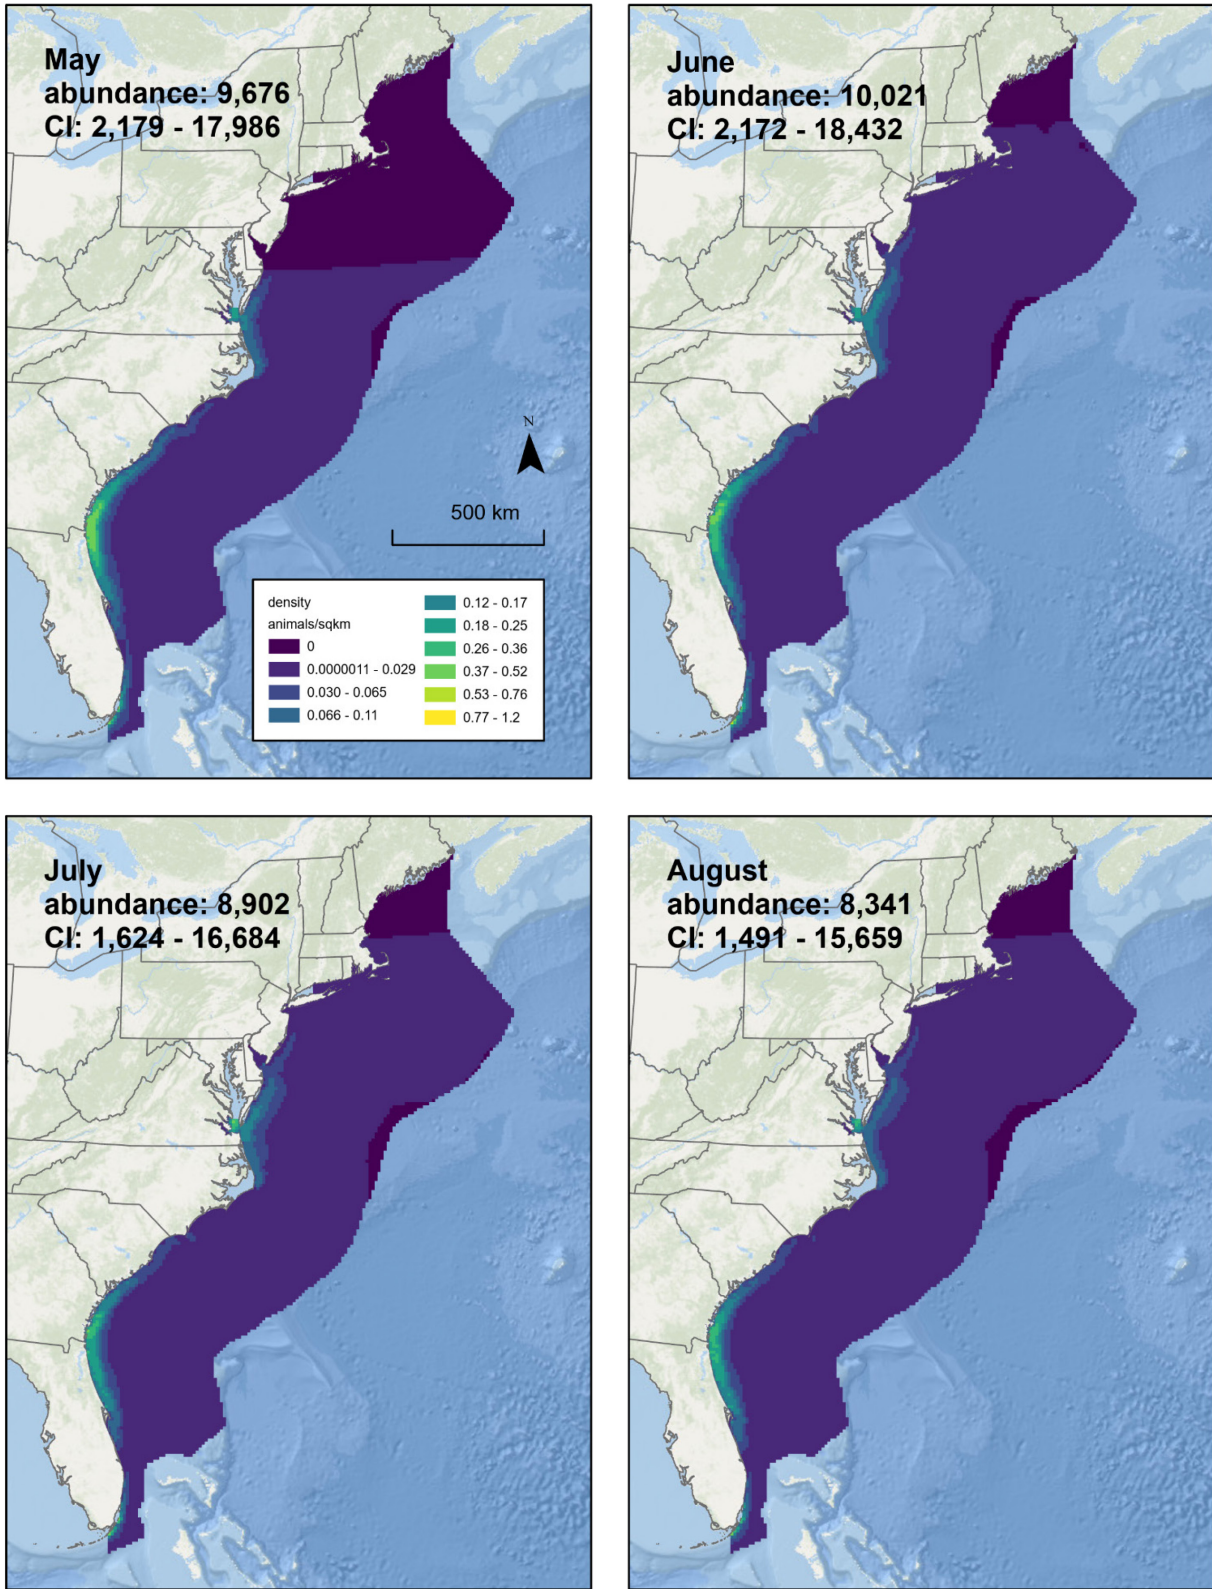 May
abundance: 9,676
CI: 2,179 - 17,986
N
500 km
density
animals/sqkm
0
0.0000011 - 0.029
0.030 - 0.065
0.066 - 0.11
0.12 - 0.17
0.18 - 0.25
0.26 - 0.36
0.37 - 0.52
0.53 - 0.76
0.77 - 1.2
June
abundance: 10,021
CI: 2,172 - 18,432
July
abundance: 8,902
CI: 1,624 - 16,684
August
abundance: 8,341
CI: 1,491 - 15,659